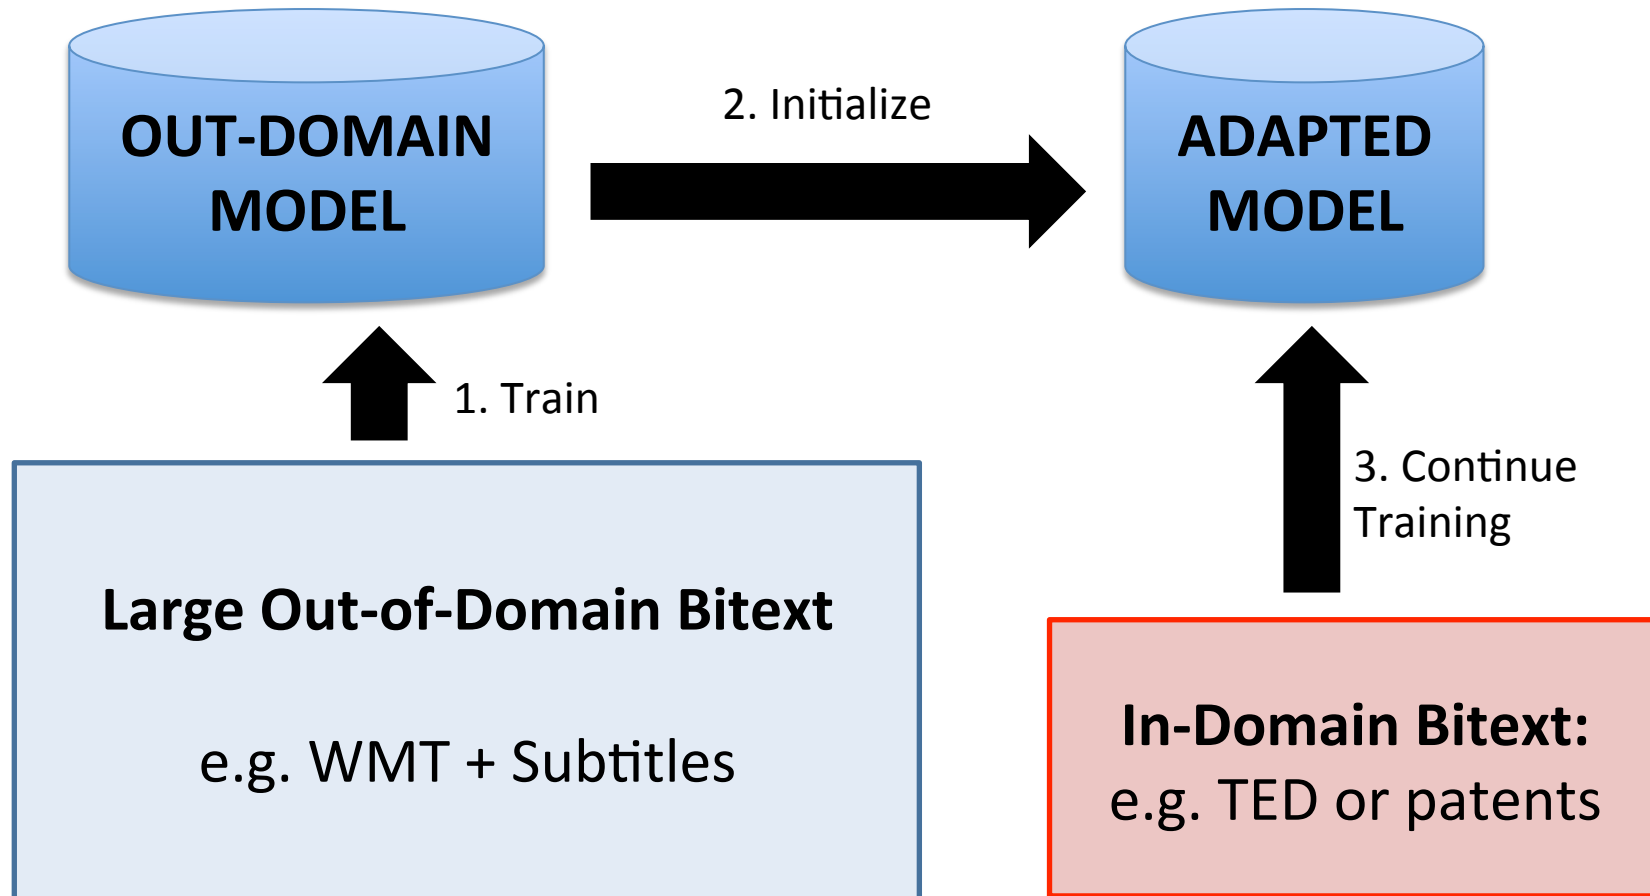 OUT-DOMAIN
MODEL
2. Initialize
ADAPTED
MODEL
1. Train
3. Continue
Training
Large Out-of-Domain Bitext
e.g. WMT + Subtitles
In-Domain Bitext:
e.g. TED or patents